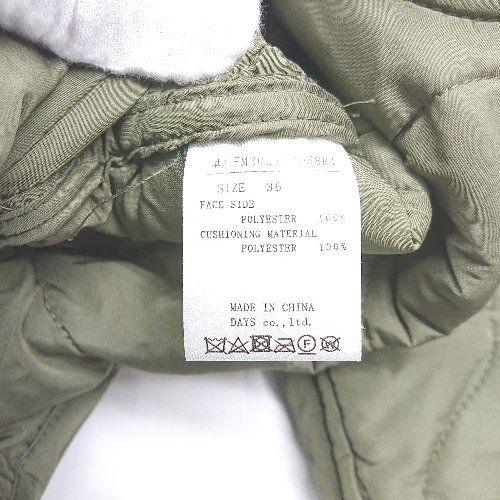 SIZE 36
FACE SIDE
POLYESTER 100%
CUSHIONING MATERIAL
POLYESTER 100%
MADE IN CHINA
DAYS co.,ltd.